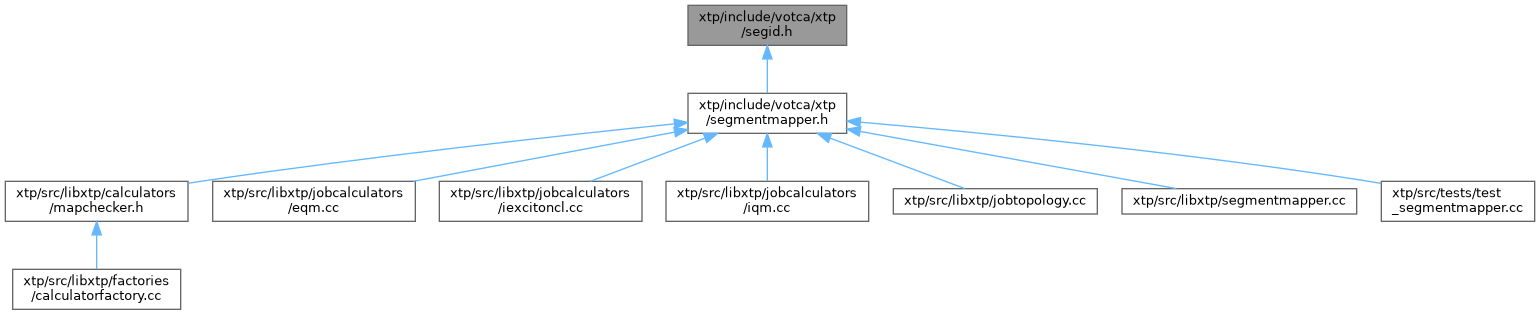 xtp/include/votca/xtp
/segid.h
xtp/include/votca/xtp
/segmentmapper.h
xtp/src/libxtp/calculators
/mapchecker.h
xtp/src/libxtp/jobcalculators
/eqm.cc
xtp/src/libxtp/jobcalculators
/iexcitoncl.cc
xtp/src/libxtp/jobcalculators
/iqm.cc
xtp/src/libxtp/jobtopology.cc
xtp/src/libxtp/segmentmapper.cc
xtp/src/tests/test
_segmentmapper.cc
xtp/src/libxtp/factories
/calculatorfactory.cc